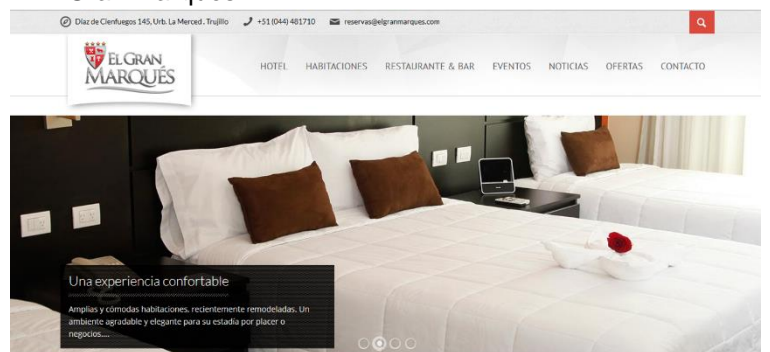 Díaz de Cienfuegos 145, Urb. La Merced. Trujillo +51 (044) 481710 reservas@elgranmarques.com
EL GRAN
MARQUÉS
HOTEL HABITACIONES RESTAURANTE & BAR EVENTOS NOTICIAS OFERTAS CONTACTO
Una experiencia confortable
Amplias y cómodas habitaciones, recientemente remodeladas. Un
ambiente agradable y elegante para su estadía por placer o
negocios....